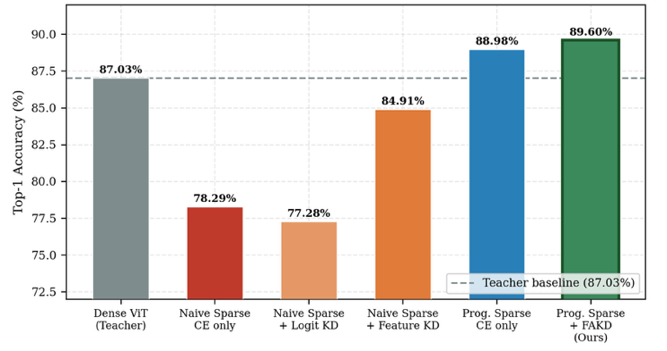 90.0
87.5
85.0
82.5
80.0
77.5
75.0
72.5
Top-1 Accuracy (%)
87.03%
78.29%
77.28%
84.91%
88.98%
89.60%
Teacher baseline (87.03%)
Dense ViT
(Teacher)
Naive Sparse
CE only
Naive Sparse
+ Logit KD
Naive Sparse
+ Feature KD
Prog. Sparse
CE only
Prog. Sparse
+ FAKD
(Ours)